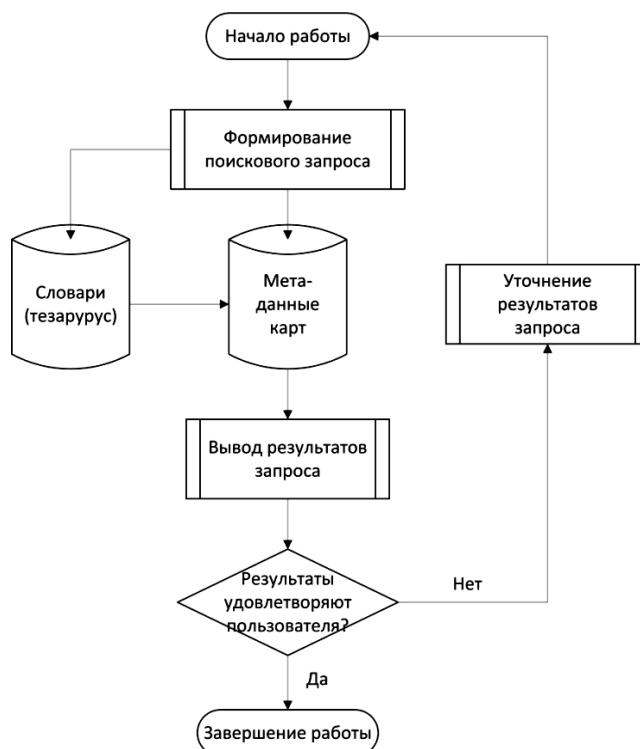 Начало работы
Формирование
поискового запроса
Словари
(тезарурус)
Мета-
данные
карт
Уточнение
результатов
запроса
Вывод результатов
запроса
Результаты
удовлетворяют
пользователя?
Нет
Да
Завершение работы